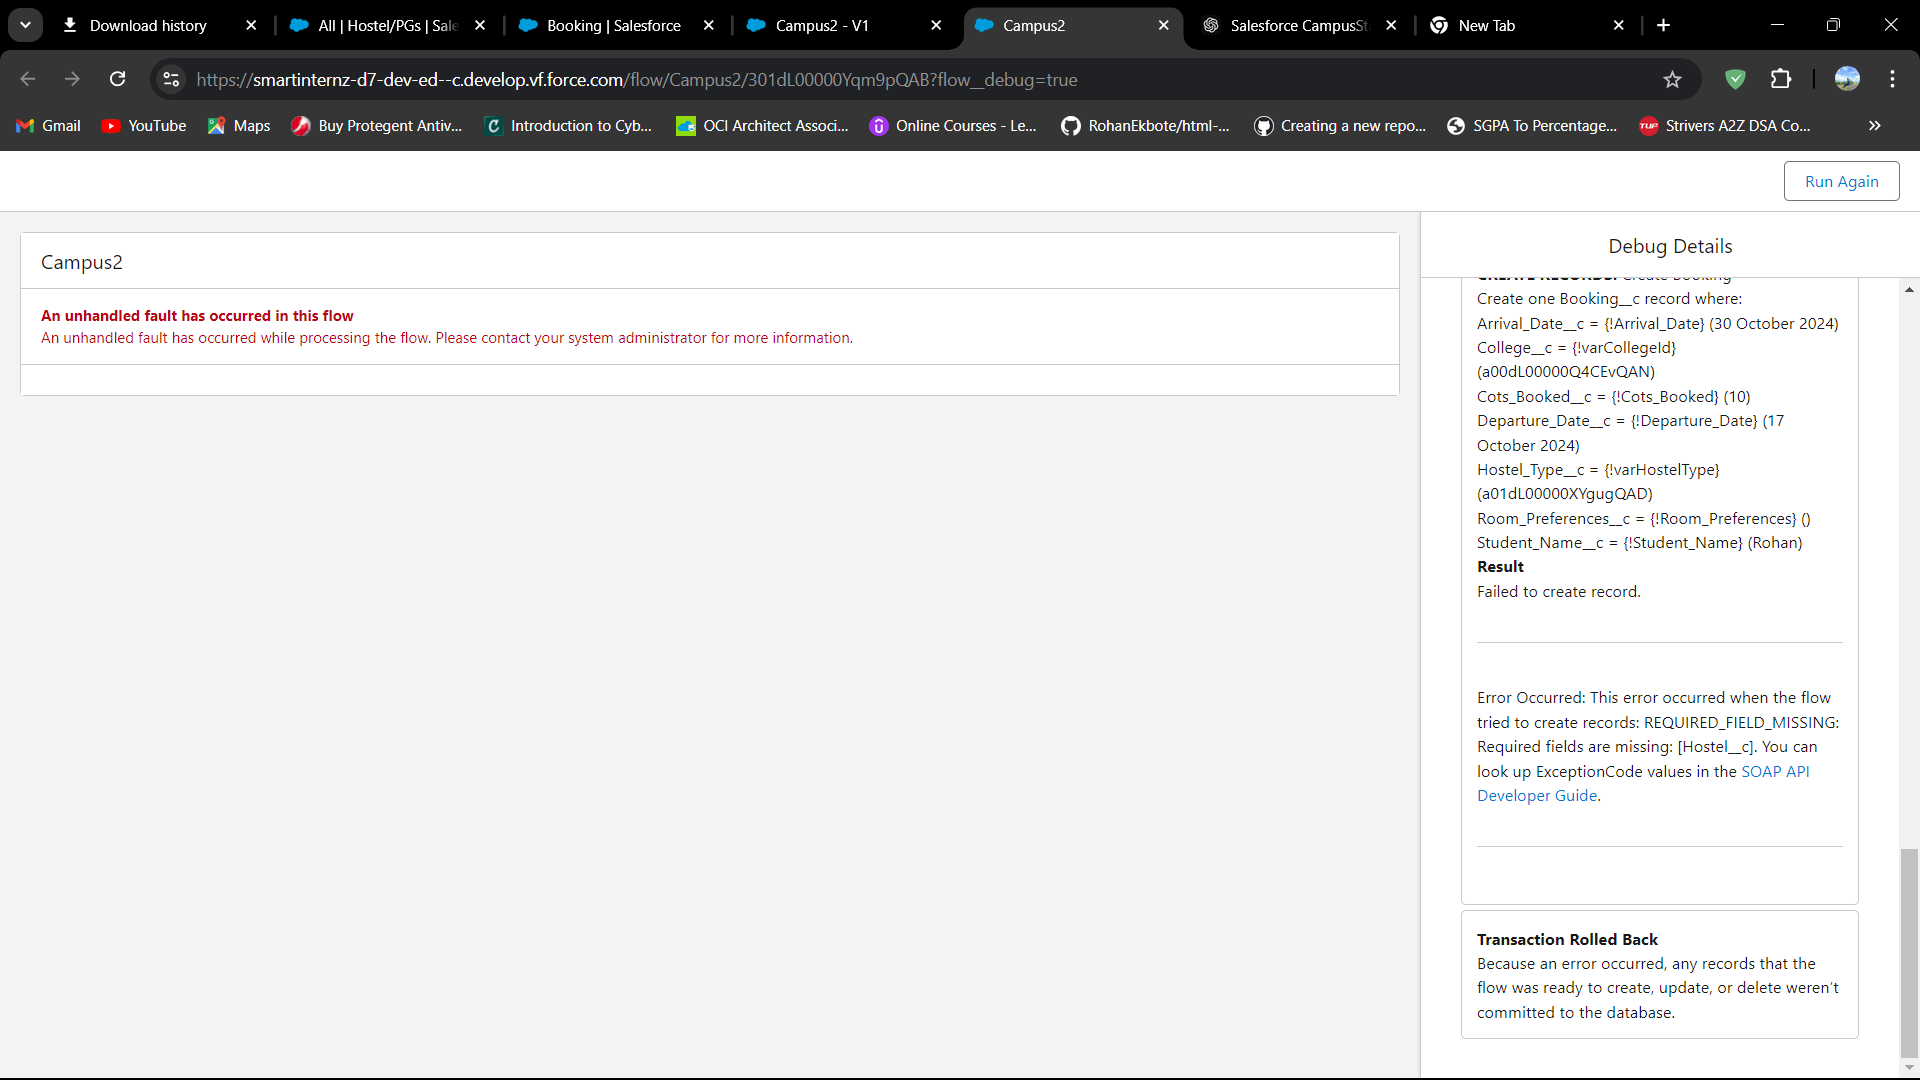 Download history
All | Hostel/PGs | Sale
Booking | Salesforce
Campus2 - V1
Campus2
Salesforce CampusSt
New Tab
https://smartinternz-d7-dev-ed--c.develop.vf.force.com/flow/Campus2/301dL00000Yqm9pQAB?flow__debug=true
Gmail
YouTube
Maps
Buy Protegent Antiv...
Introduction to Cyb...
OCI Architect Associ...
Online Courses - Le...
RohanEkbote/html-...
Creating a new repo...
SGPA To Percentage...
TUF
Strivers A2Z DSA Co...
Run Again
Campus2
An unhandled fault has occurred in this flow
An unhandled fault has occurred while processing the flow. Please contact your system administrator for more information.
Debug Details
CREATE RECORDS: Create Booking
Create one Booking__c record where:
Arrival_Date__c = {!Arrival_Date} (30 October 2024)
College__c = {!varCollegeId}
(a00dL00000Q4CEvQAN)
Cots_Booked__c = {!Cots_Booked} (10)
Departure_Date__c = {!Departure_Date} (17
October 2024)
Hostel_Type__c = {!varHostelType}
(a01dL00000XYgugQAD)
Room_Preferences__c = {!Room_Preferences} ()
Student_Name__c = {!Student_Name} (Rohan)
Result
Failed to create record.
Error Occurred: This error occurred when the flow
tried to create records: REQUIRED_FIELD_MISSING:
Required fields are missing: [Hostel__c]. You can
look up ExceptionCode values in the SOAP API
Developer Guide.
Transaction Rolled Back
Because an error occurred, any records that the
flow was ready to create, update, or delete weren't
committed to the database.